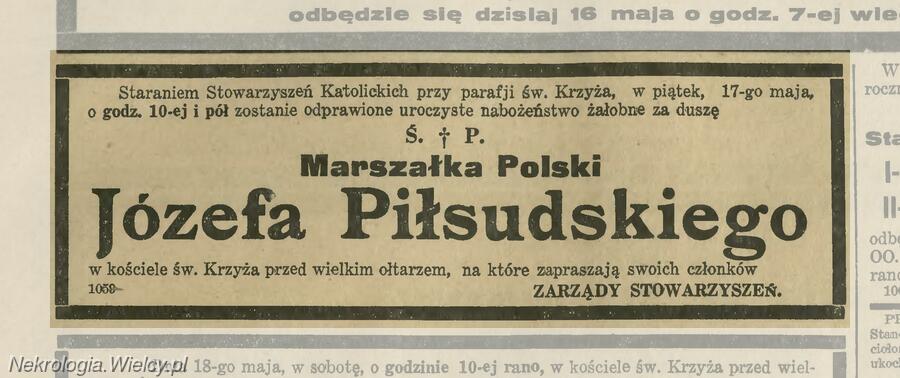 odbędzie się dzisiaj 16 maja o godz. 7-ej
Staraniem Stowarzyszeń Katolickich przy parafji św. Krzyża, w piątek, 17-go maja,
o godz. 10-ej i pół zostanie odprawione uroczyste nabożeństwo żałobne za duszę
Ś. † P.
Marszałka Polski
Józefa Piłsudskiego
w kościele św. Krzyża przed wielkim ołtarzem, na które zapraszają swoich członków
1059
ZARZĄDY STOWARZYSZEŃ.
18-go maja, w sobotę, o godzinie 10-ej rano, w kościele św. Krzyża przed wiel-
Nekrologia.Wielcy.pl